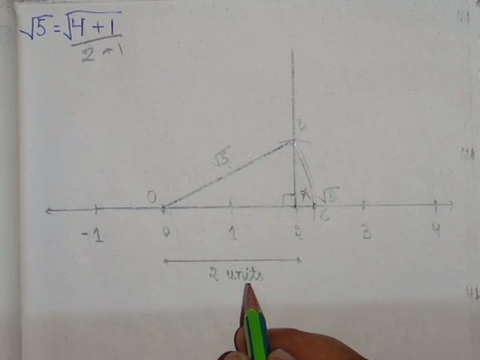 √5 = √4+1
2 1
B
√5
O A √5
C
-1 0 1 2 3 4
2 units